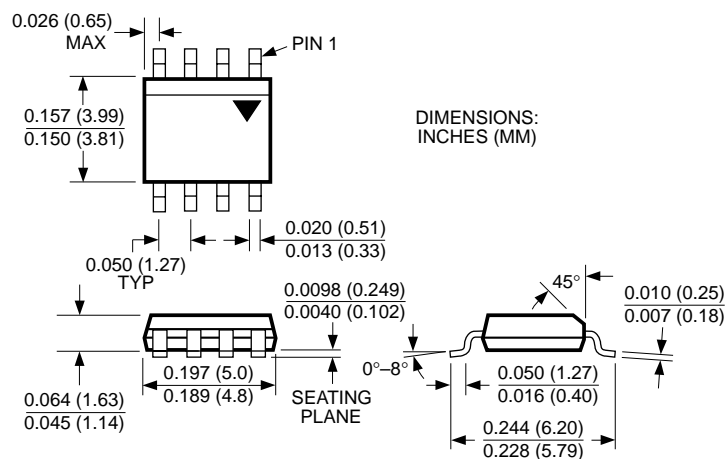 0.026 (0.65)
MAX
PIN 1
0.157 (3.99)
0.150 (3.81)
DIMENSIONS:
INCHES (MM)
0.020 (0.51)
0.013 (0.33)
0.050 (1.27)
TYP
0.0098 (0.249)
0.0040 (0.102)
45°
0.010 (0.25)
0.007 (0.18)
0°–8°
0.197 (5.0)
0.189 (4.8)
SEATING
PLANE
0.050 (1.27)
0.016 (0.40)
0.064 (1.63)
0.045 (1.14)
0.244 (6.20)
0.228 (5.79)